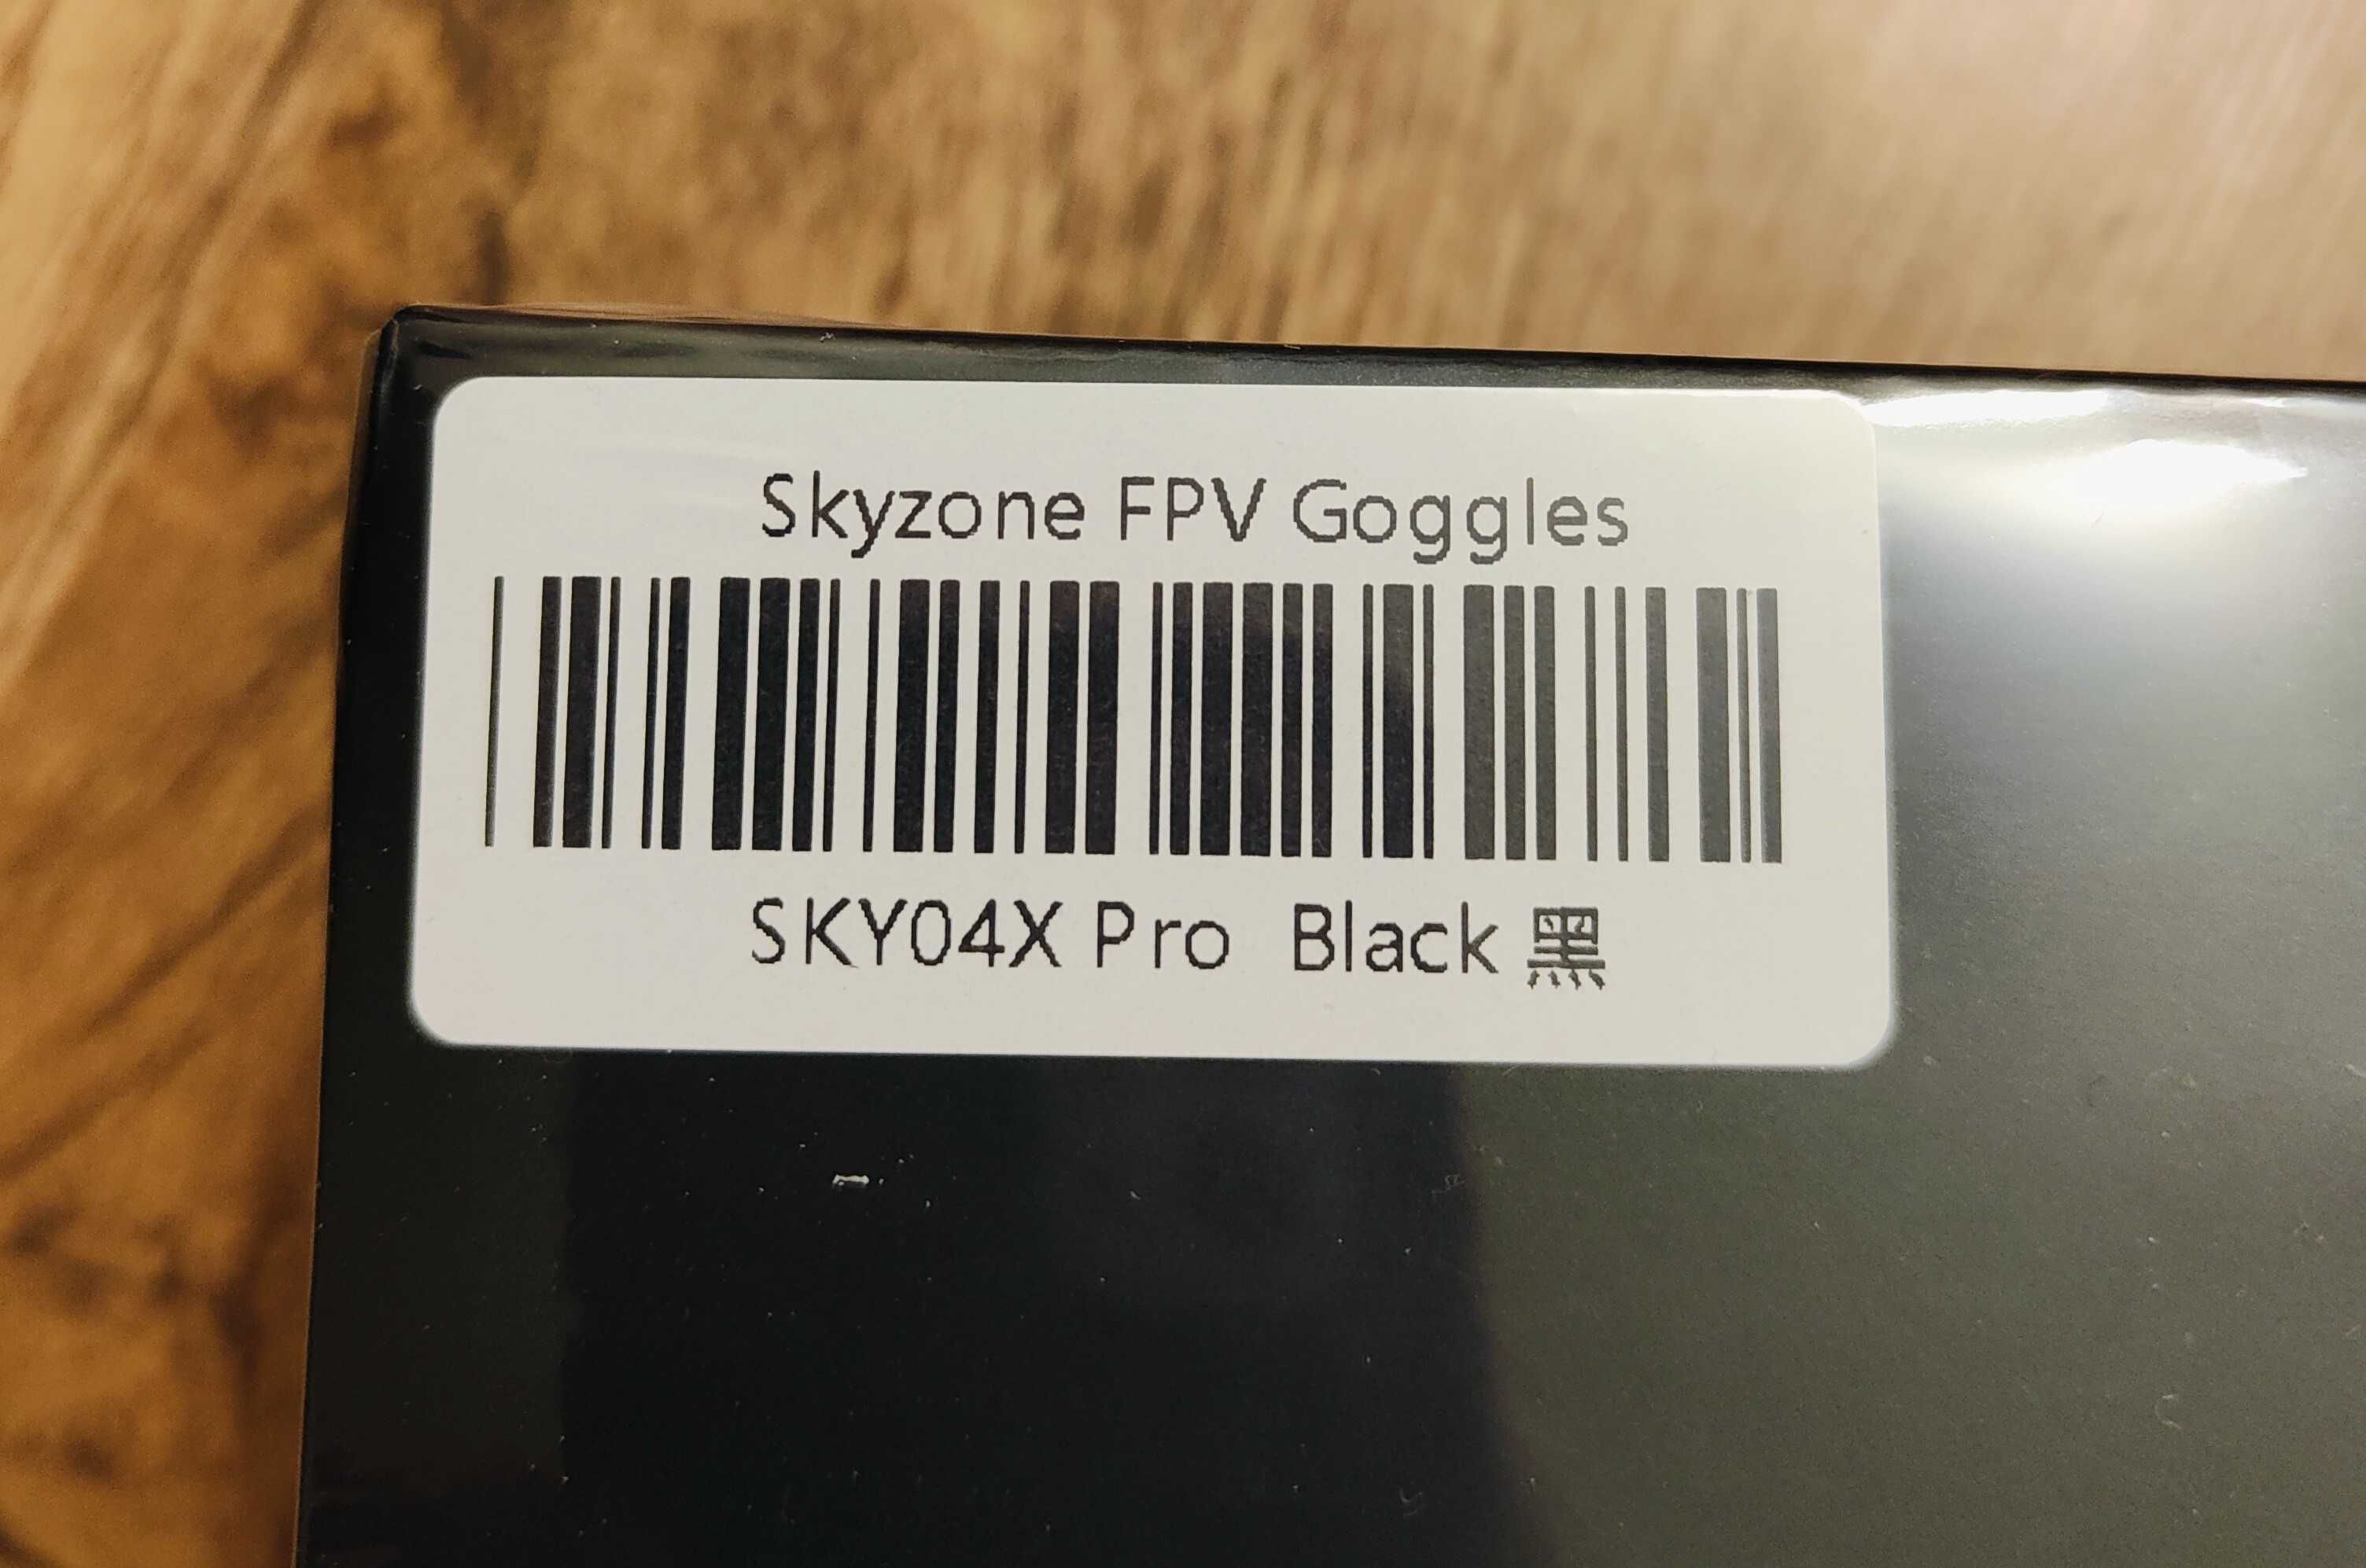 Skyzone FPV Goggles
SKY04X Pro Black 黑